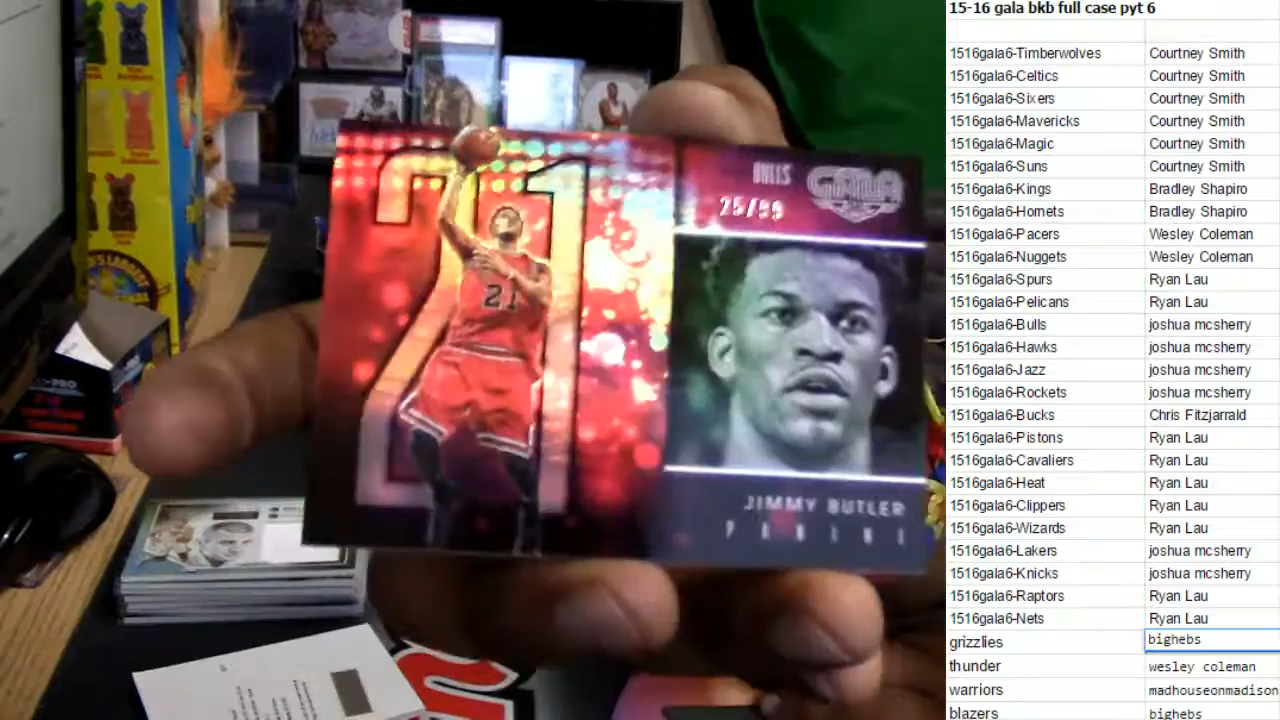 15-16 gala bkb full case pyt 6
1516gala6-Timberwolves Courtney Smith
1516gala6-Celtics Courtney Smith
1516gala6-Sixers Courtney Smith
1516gala6-Mavericks Courtney Smith
1516gala6-Magic Courtney Smith
1516gala6-Suns Courtney Smith
1516gala6-Kings Bradley Shapiro
1516gala6-Hornets Bradley Shapiro
1516gala6-Pacers Wesley Coleman
1516gala6-Nuggets Wesley Coleman
1516gala6-Spurs Ryan Lau
1516gala6-Pelicans Ryan Lau
1516gala6-Bulls joshua mcsherry
1516gala6-Hawks joshua mcsherry
1516gala6-Jazz joshua mcsherry
1516gala6-Rockets joshua mcsherry
1516gala6-Bucks Chris Fitzjarrald
1516gala6-Pistons Ryan Lau
1516gala6-Cavaliers Ryan Lau
1516gala6-Heat Ryan Lau
1516gala6-Clippers Ryan Lau
1516gala6-Wizards Ryan Lau
1516gala6-Lakers joshua mcsherry
1516gala6-Knicks joshua mcsherry
1516gala6-Raptors Ryan Lau
1516gala6-Nets Ryan Lau
grizzlies bighebs
thunder wesley coleman
warriors madhouseonmadison
blazers bighebs
21
21
BULLS
GALA
25/99
JIMMY BUTLER
PANINI